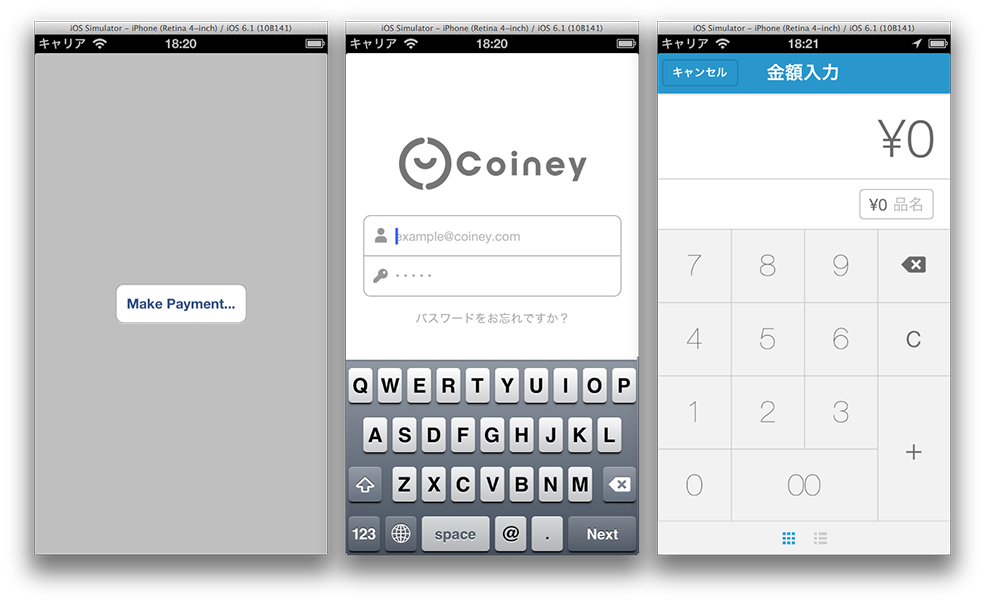 iOS Simulator – iPhone (Retina 4-inch) / iOS 6.1 (10B141)
キャリア 18:20
Make Payment...
iOS Simulator – iPhone (Retina 4-inch) / iOS 6.1 (10B141)
キャリア 18:20
Coiney
example@coiney.com
パスワードをお忘れですか？
Q W E R T Y U I O P
A S D F G H J K L
Z X C V B N M
123 space @ . Next
iOS Simulator – iPhone (Retina 4-inch) / iOS 6.1 (10B141)
キャリア 18:21
キャンセル 金額入力
¥0
¥0 品名
7 8 9
4 5 6 C
1 2 3
+
0 00